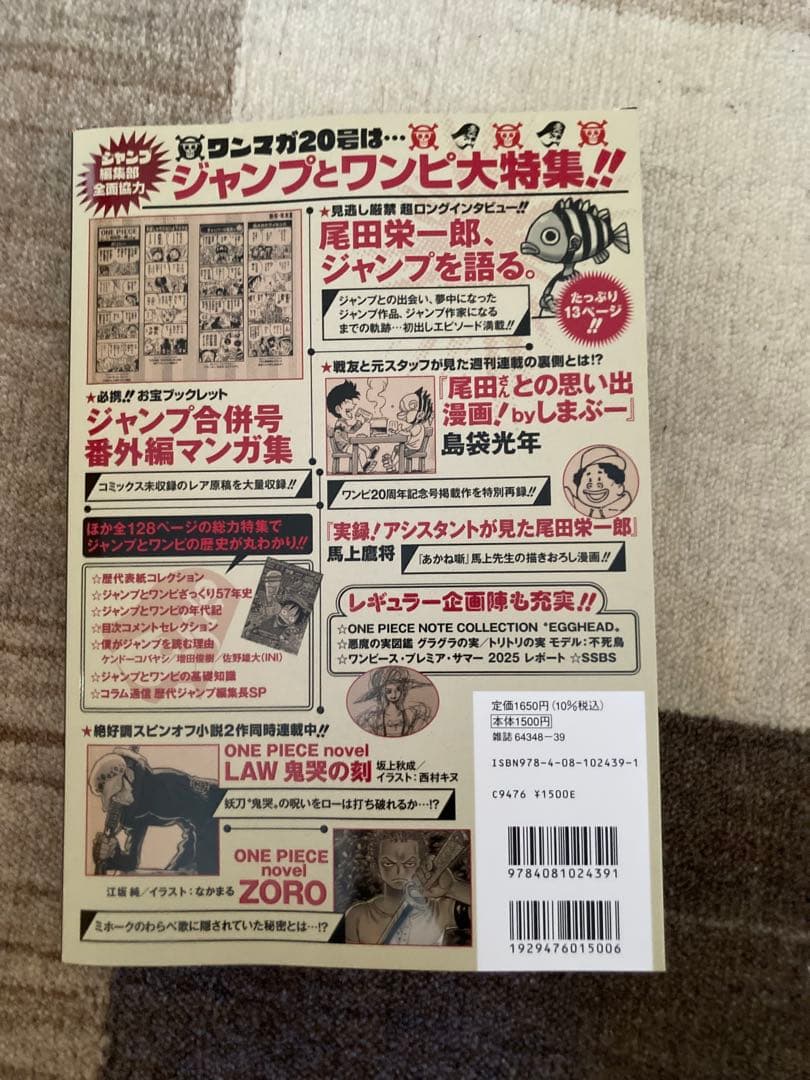 ジャンプ
編集部
全面協力
ワンマガ20号は…
ジャンプとワンピ大特集!!
ONE PIECE
★必携!! お宝ブックレット
ジャンプ合併号
番外編マンガ集
コミックス未収録のレア原稿を大量収録!!
★見逃し厳禁 超ロングインタビュー!!
尾田栄一郎、
ジャンプを語る。
ジャンプとの出会い、夢中になった
ジャンプ作品、ジャンプ作家になる
までの軌跡…初出しエピソード満載!!
たっぷり
13ページ
!!
★戦友と元スタッフが見た週刊連載の裏側とは!?
『尾田さんとの思い出
漫画!byしまぶー』
島袋光年
ワンピ20周年記念号掲載作を特別再録!!
『実録!アシスタントが見た尾田栄一郎』
馬上鷹将
『あかね噺』馬上先生の描きおろし漫画!!
ほか全128ページの総力特集で
ジャンプとワンピの歴史が丸わかり!!
☆歴代表紙コレクション
☆ジャンプとワンピざっくり57年史
☆ジャンプとワンピの年代記
☆目次コメントセレクション
☆僕がジャンプを読む理由
ケンドーコバヤシ/増田俊樹/佐野雄大(INI)
☆ジャンプとワンピの基礎知識
☆コラム通信 歴代ジャンプ編集長SP
レギュラー企画陣も充実!!
☆ONE PIECE NOTE COLLECTION “EGGHEAD”
☆悪魔の実図鑑 グラグラの実/トリトリの実 モデル:不死鳥
☆ワンピース・プレミア・サマー 2025 レポート ☆SSBS
★絶好調スピンオフ小説2作同時連載中!!
ONE PIECE novel
LAW 鬼哭の刻
坂上秋成/
イラスト:西村キヌ
妖刀“鬼哭”の呪いをローは打ち破れるか…!?
ONE PIECE
novel
ZORO
江坂 純/イラスト:なかまる
ミホークのわらべ歌に隠されていた秘密とは…!?
定価1650円(10%税込)
本体1500円
雑誌 64348-39
ISBN978-4-08-102439-1
C9476 ¥1500E
9784081024391
1929476015006